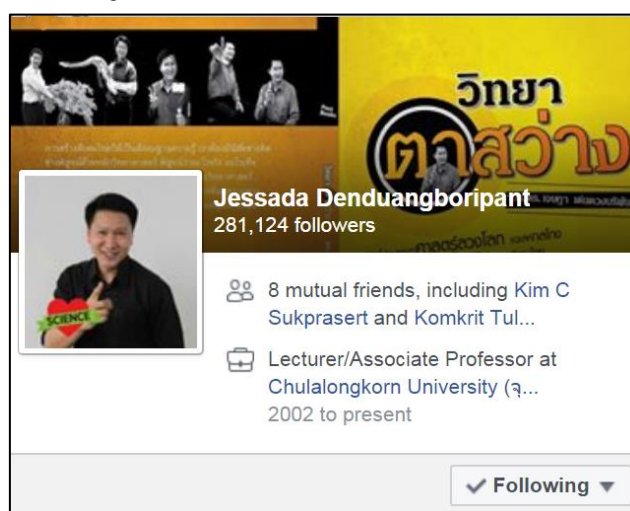 วิทยา
ตาสว่าง
Jessada Denduangboripant
281,124 followers
SCIENCE
8 mutual friends, including Kim C
Sukprasert and Komkrit Tul...
Lecturer/Associate Professor at
Chulalongkorn University (จุ...
2002 to present
Following